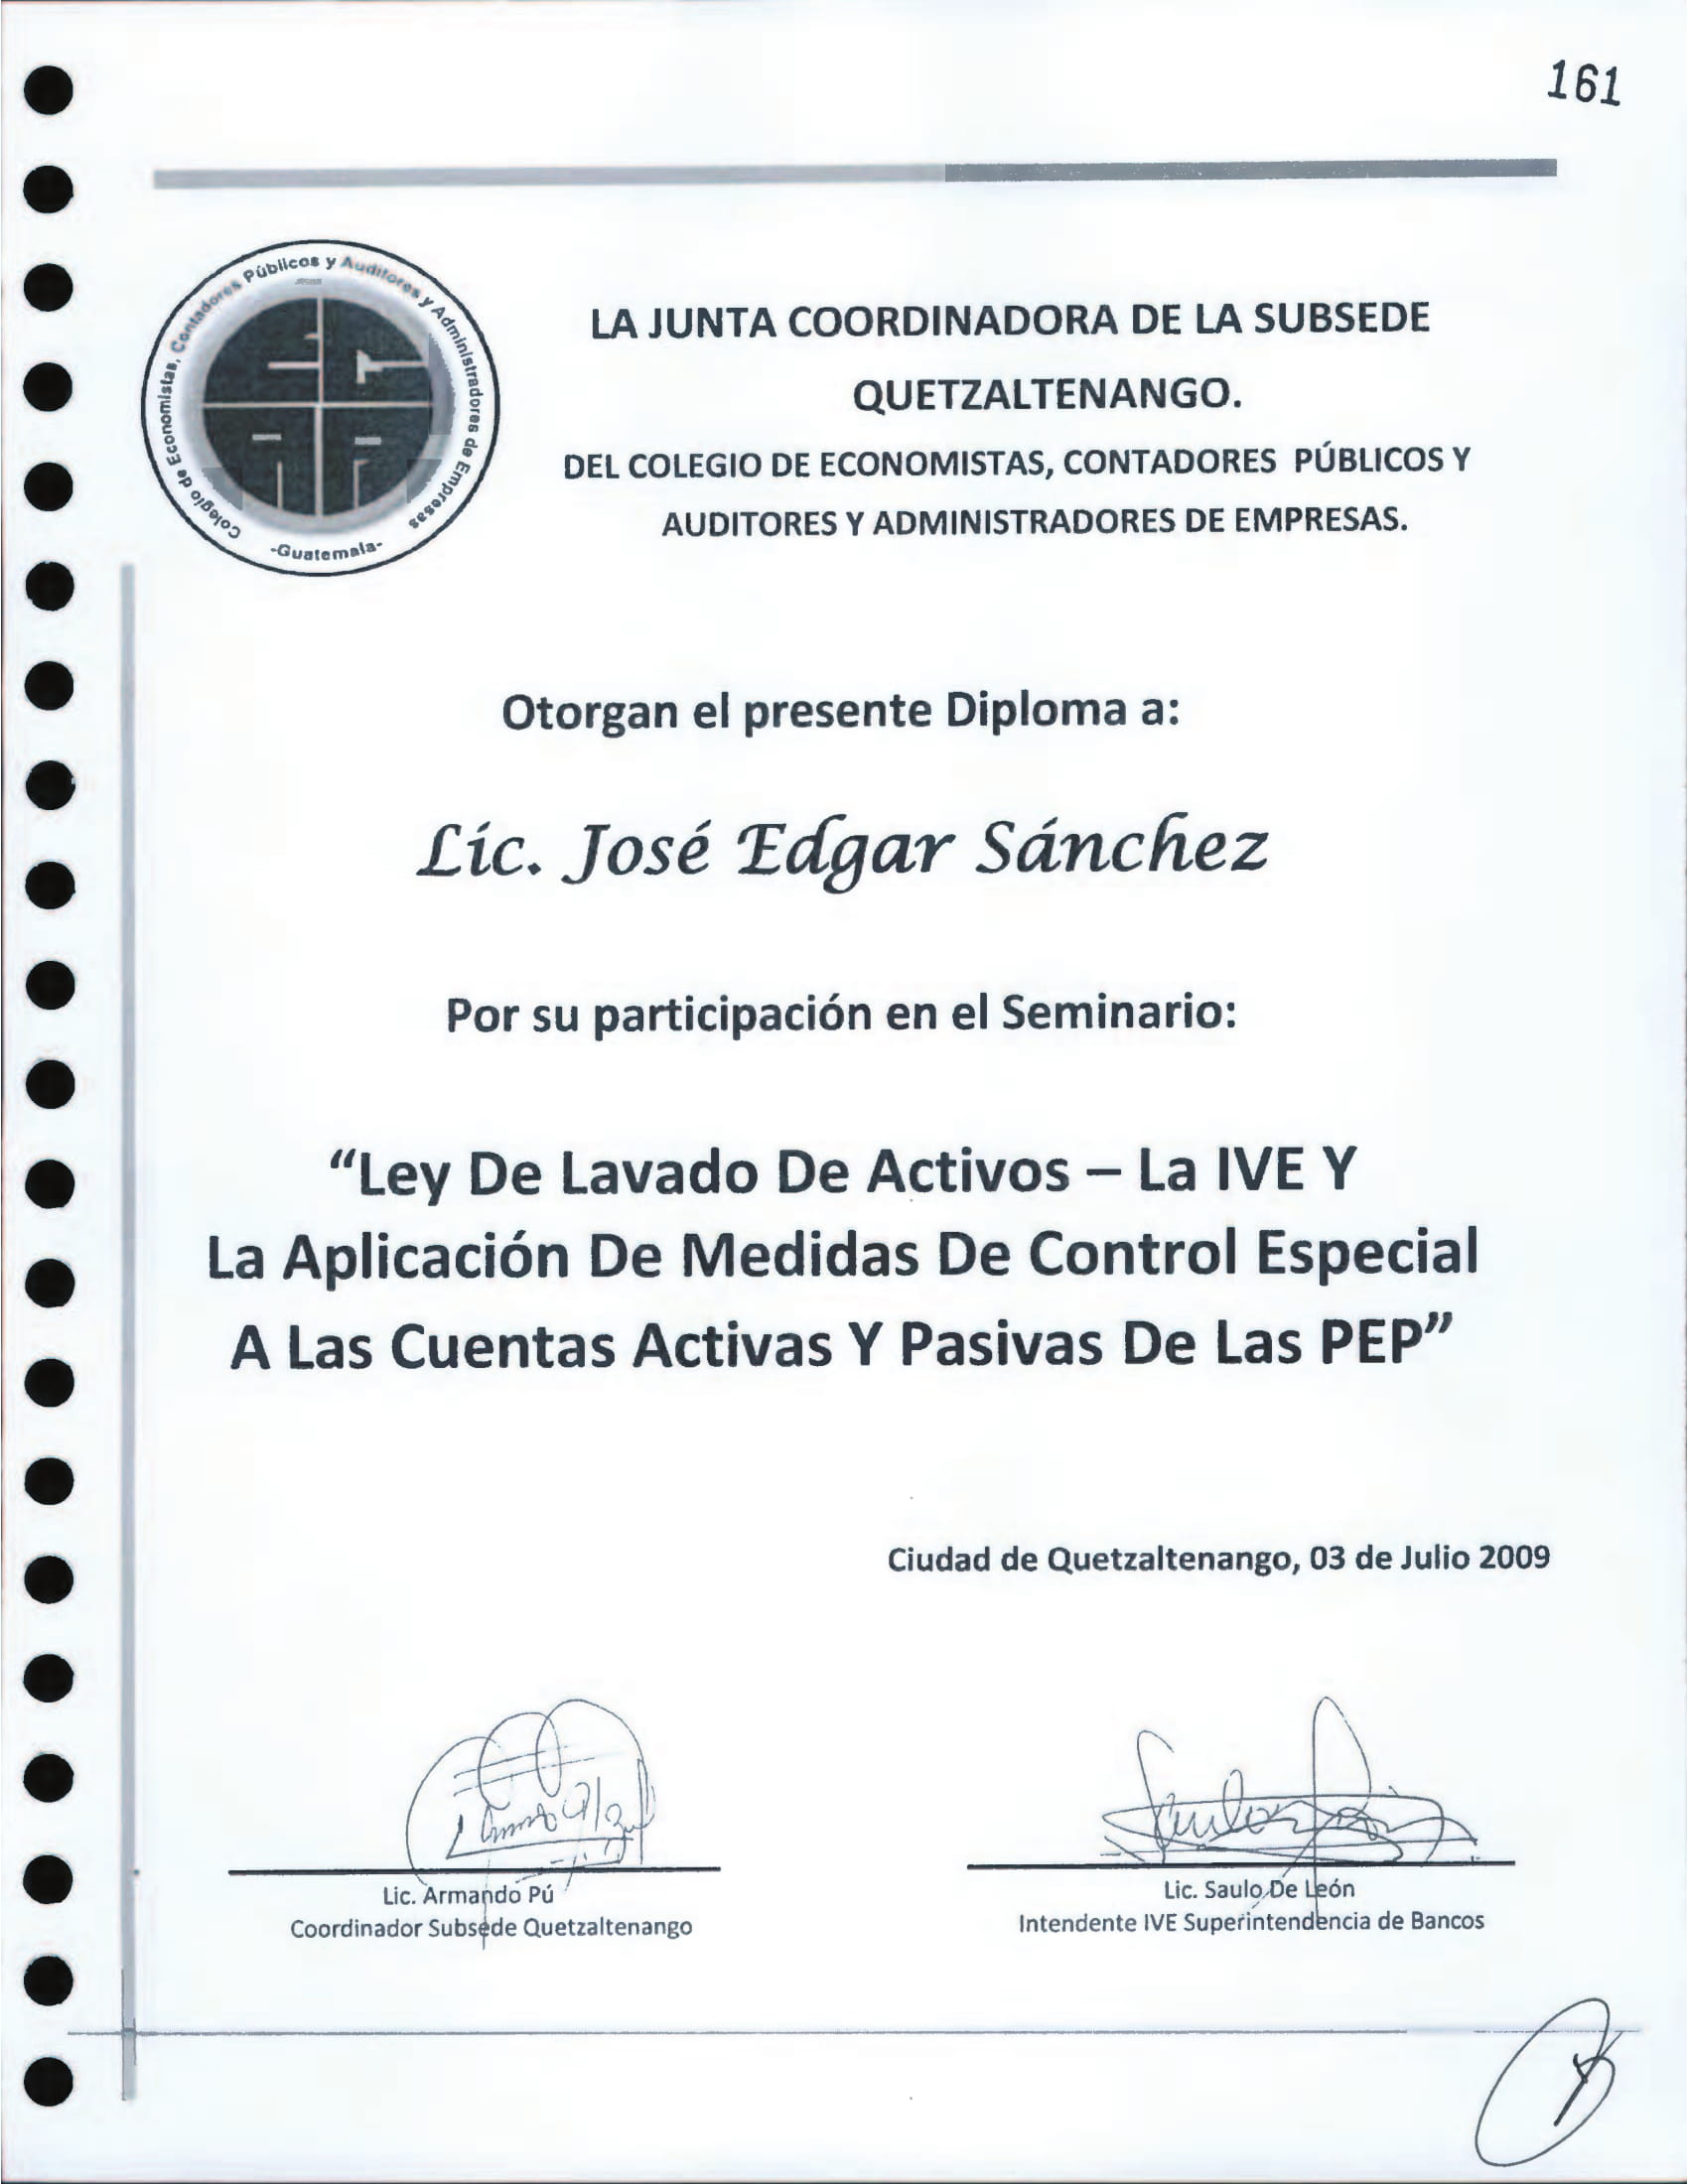 161
Colegio de Economistas, Contadores Públicos y Auditores y Administradores de Empresas
-Guatemala-
LA JUNTA COORDINADORA DE LA SUBSEDE
QUETZALTENANGO.
DEL COLEGIO DE ECONOMISTAS, CONTADORES PÚBLICOS Y
AUDITORES Y ADMINISTRADORES DE EMPRESAS.
Otorgan el presente Diploma a:
Lic. José Edgar Sánchez
Por su participación en el Seminario:
“Ley De Lavado De Activos – La IVE Y
La Aplicación De Medidas De Control Especial
A Las Cuentas Activas Y Pasivas De Las PEP”
Ciudad de Quetzaltenango, 03 de Julio 2009
Lic. Armando Pú
Coordinador Subsede Quetzaltenango
Lic. Saulo De León
Intendente IVE Superintendencia de Bancos